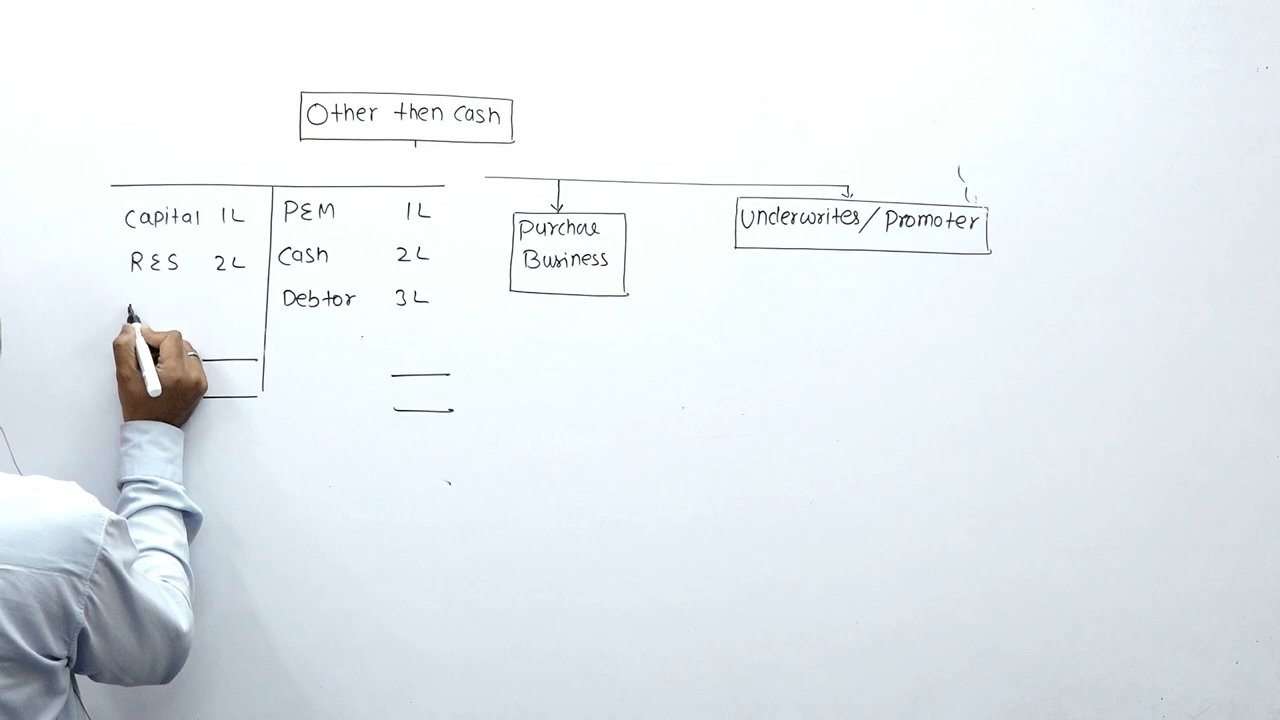 Other then cash
Capital 1L
R&S 2L
P&M 1L
Cash 2L
Debtor 3L
Purchase
Business
Underwrites/Promoter